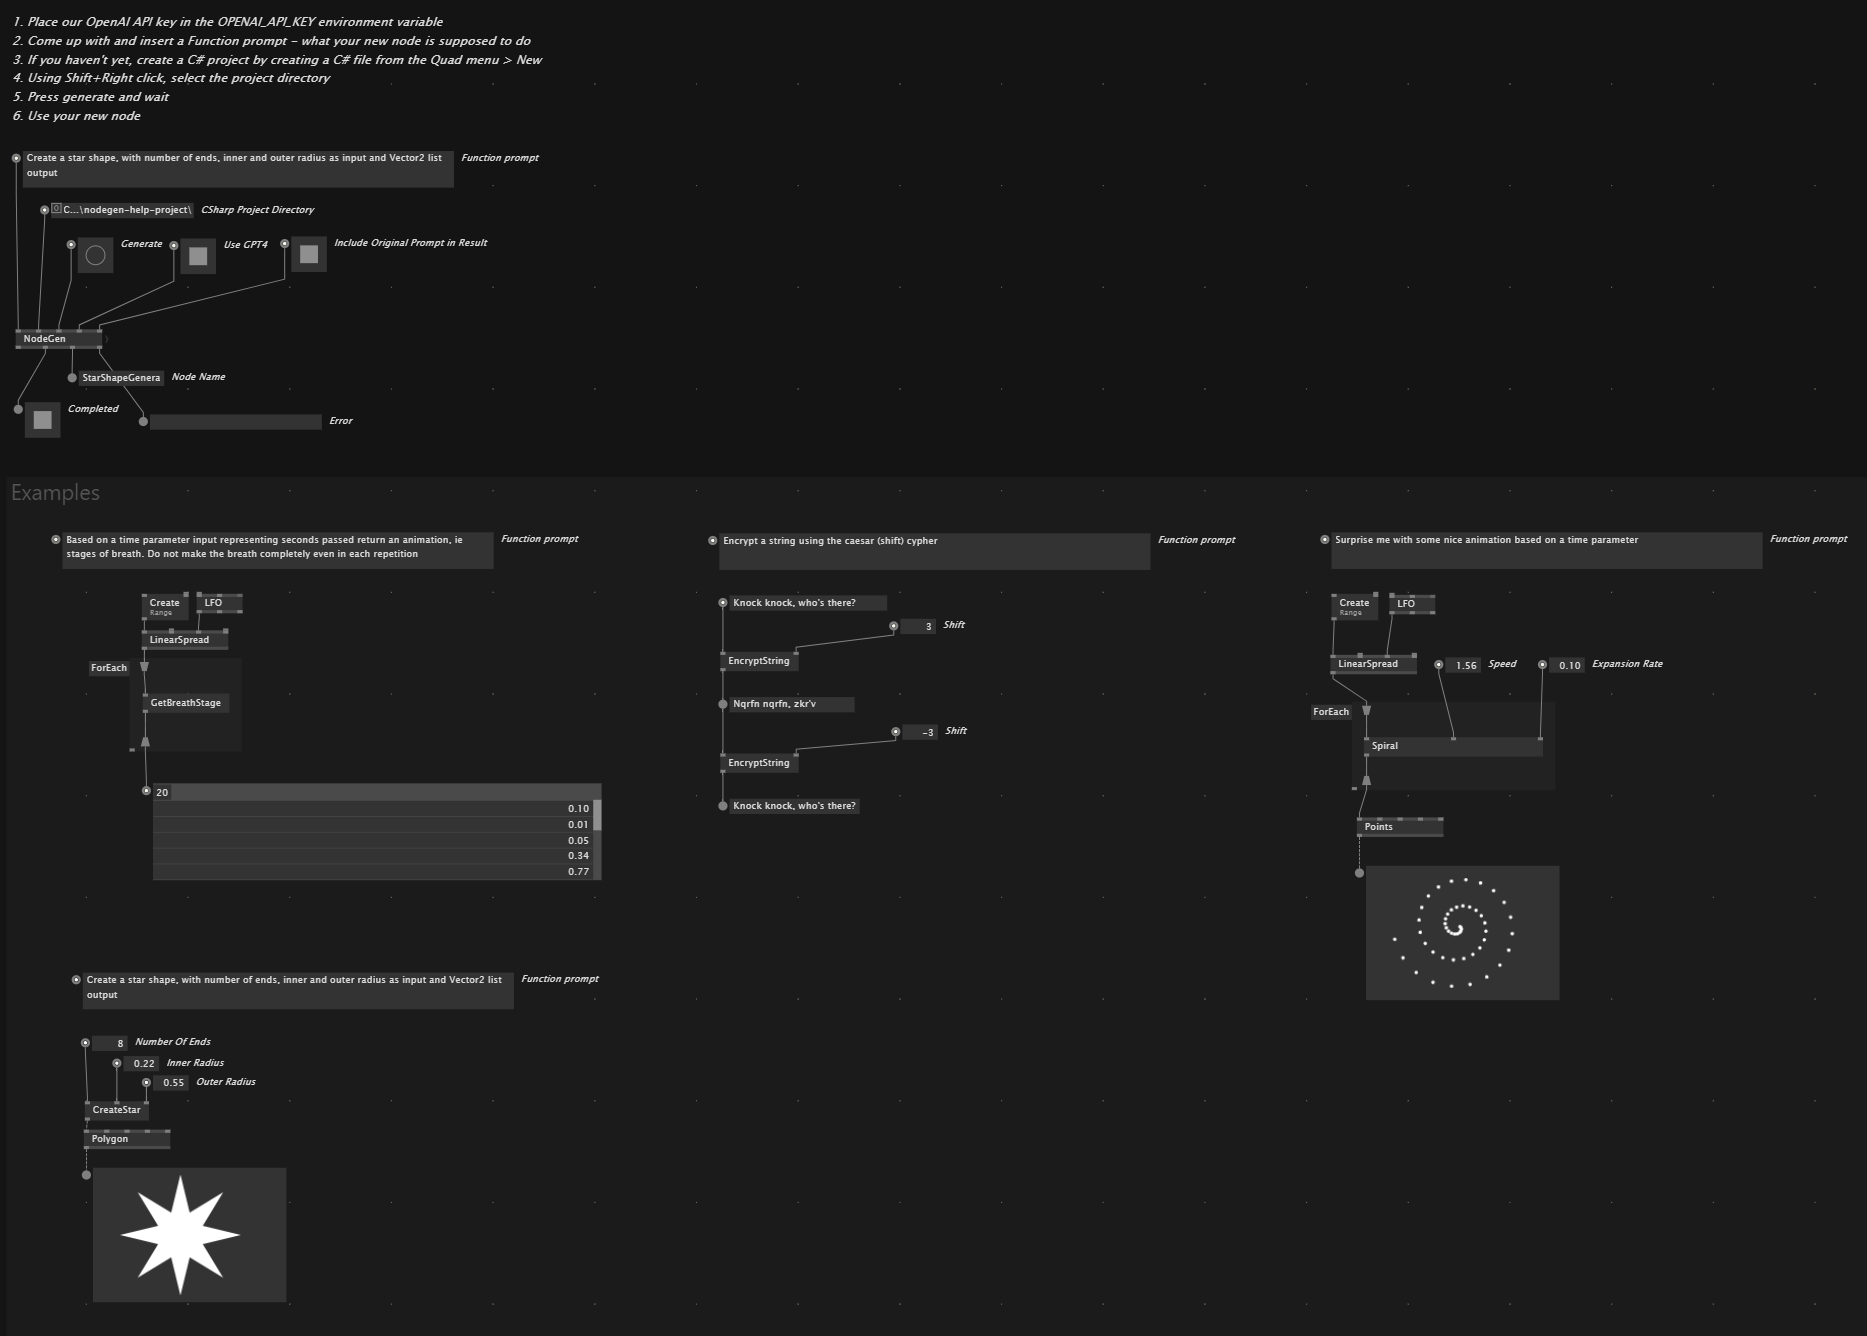 1. Place our OpenAI API key in the OPENAI_API_KEY environment variable
2. Come up with and insert a Function prompt - what your new node is supposed to do
3. If you haven't yet, create a C# project by creating a C# file from the Quad menu > New
4. Using Shift+Right click, select the project directory
5. Press generate and wait
6. Use your new node
Create a star shape, with number of ends, inner and outer radius as input and Vector2 list
output
Function prompt
C...\nodegen-help-project\
CSharp Project Directory
Generate
Use GPT4
Include Original Prompt in Result
NodeGen
StarShapeGenera
Node Name
Completed
Error
Examples
Based on a time parameter input representing seconds passed return an animation, ie
stages of breath. Do not make the breath completely even in each repetition
Function prompt
Create
Range
LFO
LinearSpread
ForEach
GetBreathStage
20
0.10
0.01
0.05
0.34
0.77
Encrypt a string using the caesar (shift) cypher
Function prompt
Knock knock, who's there?
3
Shift
EncryptString
Nqrfn nqrfn, zkr'v
-3
Shift
EncryptString
Knock knock, who's there?
Surprise me with some nice animation based on a time parameter
Function prompt
Create
Range
LFO
LinearSpread
1.56
Speed
0.10
Expansion Rate
ForEach
Spiral
Points
Create a star shape, with number of ends, inner and outer radius as input and Vector2 list
output
Function prompt
8
Number Of Ends
0.22
Inner Radius
0.55
Outer Radius
CreateStar
Polygon